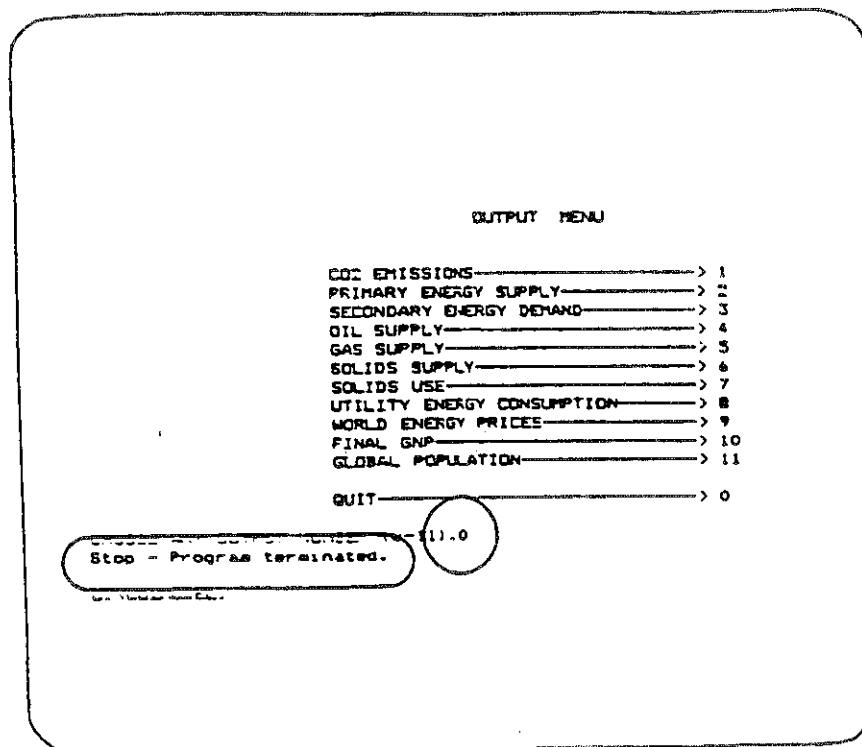 OUTPUT MENU
CO2 EMISSIONS————————> 1
PRIMARY ENERGY SUPPLY————————> 2
SECONDARY ENERGY DEMAND————————> 3
OIL SUPPLY————————> 4
GAS SUPPLY————————> 5
SOLIDS SUPPLY————————> 6
SOLIDS USE————————> 7
UTILITY ENERGY CONSUMPTION————————> 8
WORLD ENERGY PRICES————————> 9
FINAL GNP————————> 10
GLOBAL POPULATION————————> 11
QUIT————————> 0
-11).0
Stop - Program terminated.